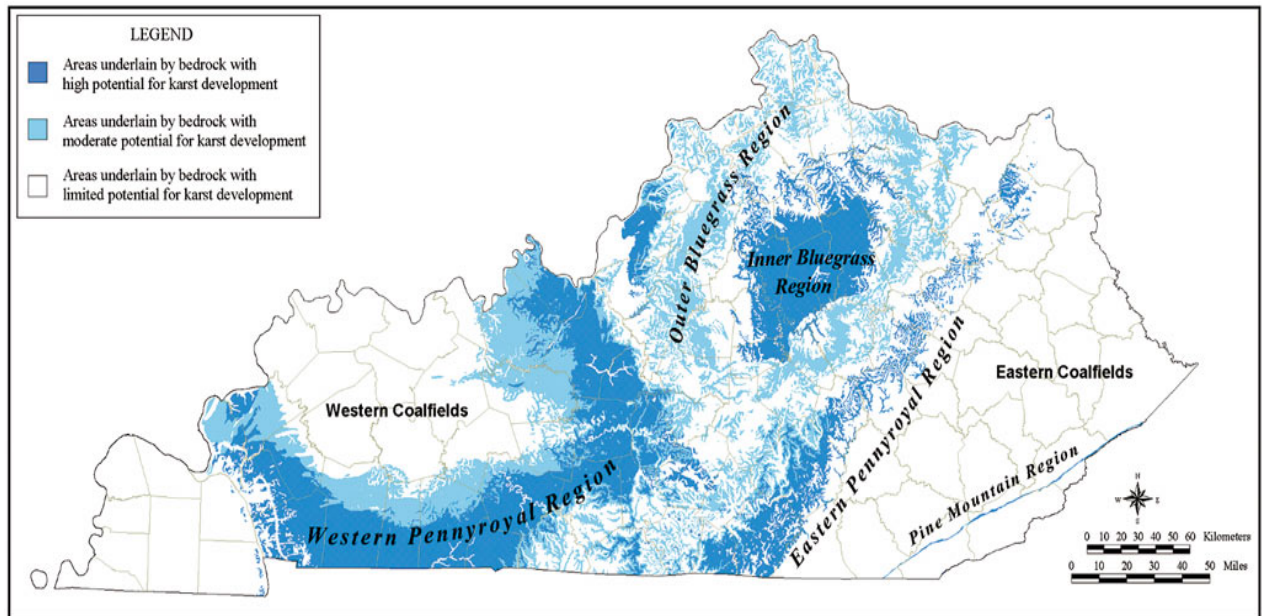 LEGEND
Areas underlain by bedrock with
high potential for karst development
Areas underlain by bedrock with
moderate potential for karst development
Areas underlain by bedrock with
limited potential for karst development
Outer Bluegrass Region
Inner Bluegrass
Region
Western Coalfields
Eastern Coalfields
Western Pennyroyal Region
Eastern Pennyroyal Region
Pine Mountain Region
N
W E
S
0 10 20 30 40 50 60 Kilometers
0 10 20 30 40 50 Miles